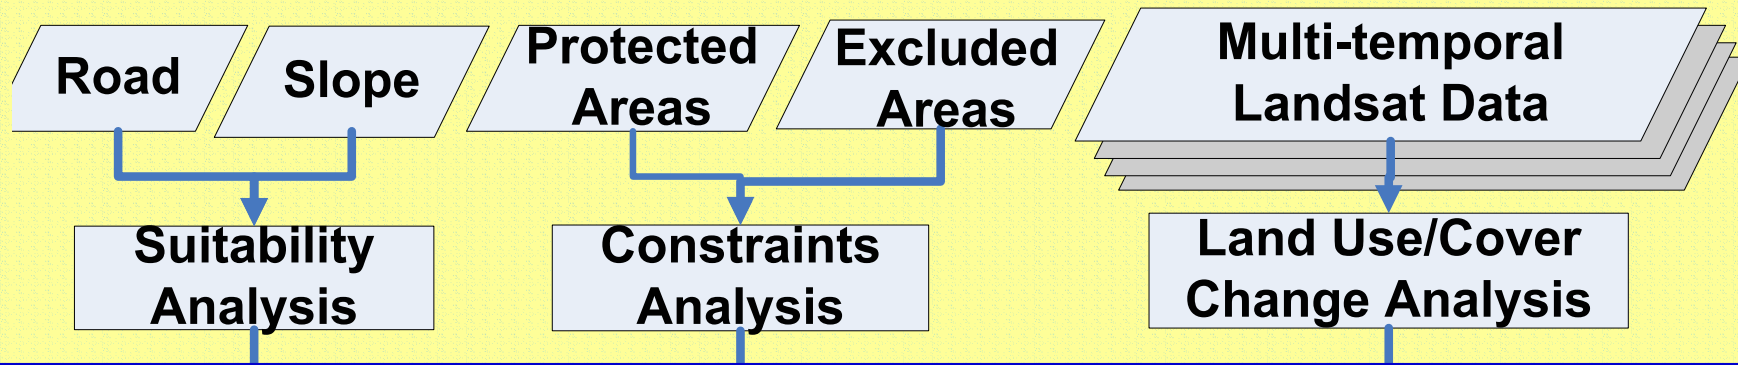 Road
Slope
Protected
Areas
Excluded
Areas
Multi-temporal
Landsat Data
Suitability
Analysis
Constraints
Analysis
Land Use/Cover
Change Analysis